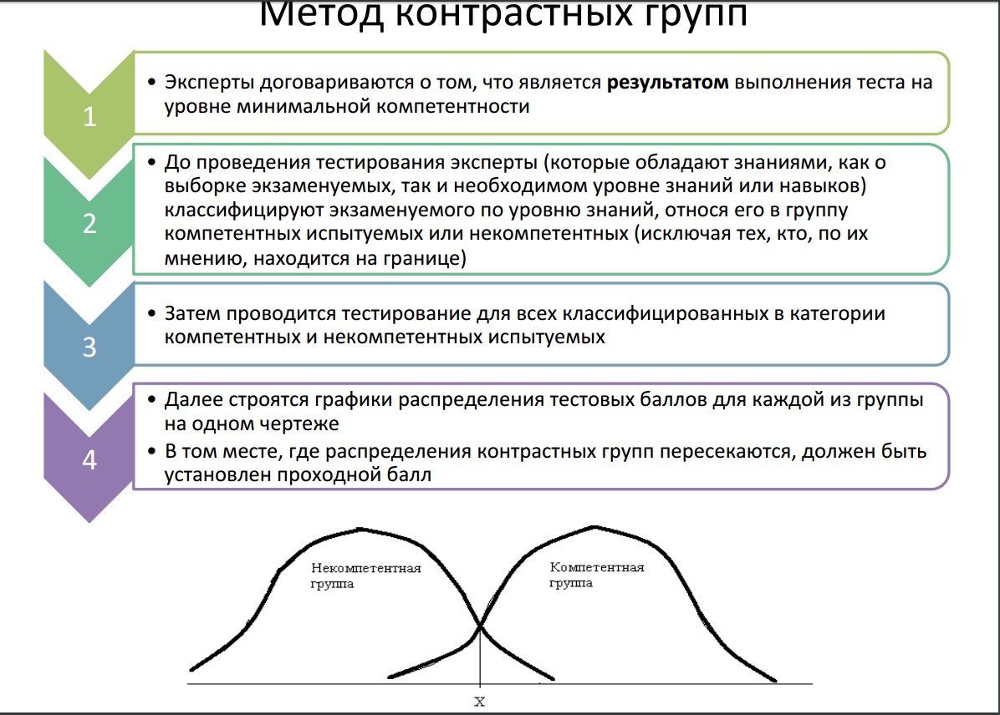 Метод контрастных групп
1
• Эксперты договариваются о том, что является результатом выполнения теста на
уровне минимальной компетентности
2
• До проведения тестирования эксперты (которые обладают знаниями, как о
выборке экзаменуемых, так и необходимом уровне знаний или навыков)
классифицируют экзаменуемого по уровню знаний, относя его в группу
компетентных испытуемых или некомпетентных (исключая тех, кто, по их
мнению, находится на границе)
3
• Затем проводится тестирование для всех классифицированных в категории
компетентных и некомпетентных испытуемых
4
• Далее строятся графики распределения тестовых баллов для каждой из группы
на одном чертеже
• В том месте, где распределения контрастных групп пересекаются, должен быть
установлен проходной балл
Некомпетентная
группа
Компетентная
группа
X